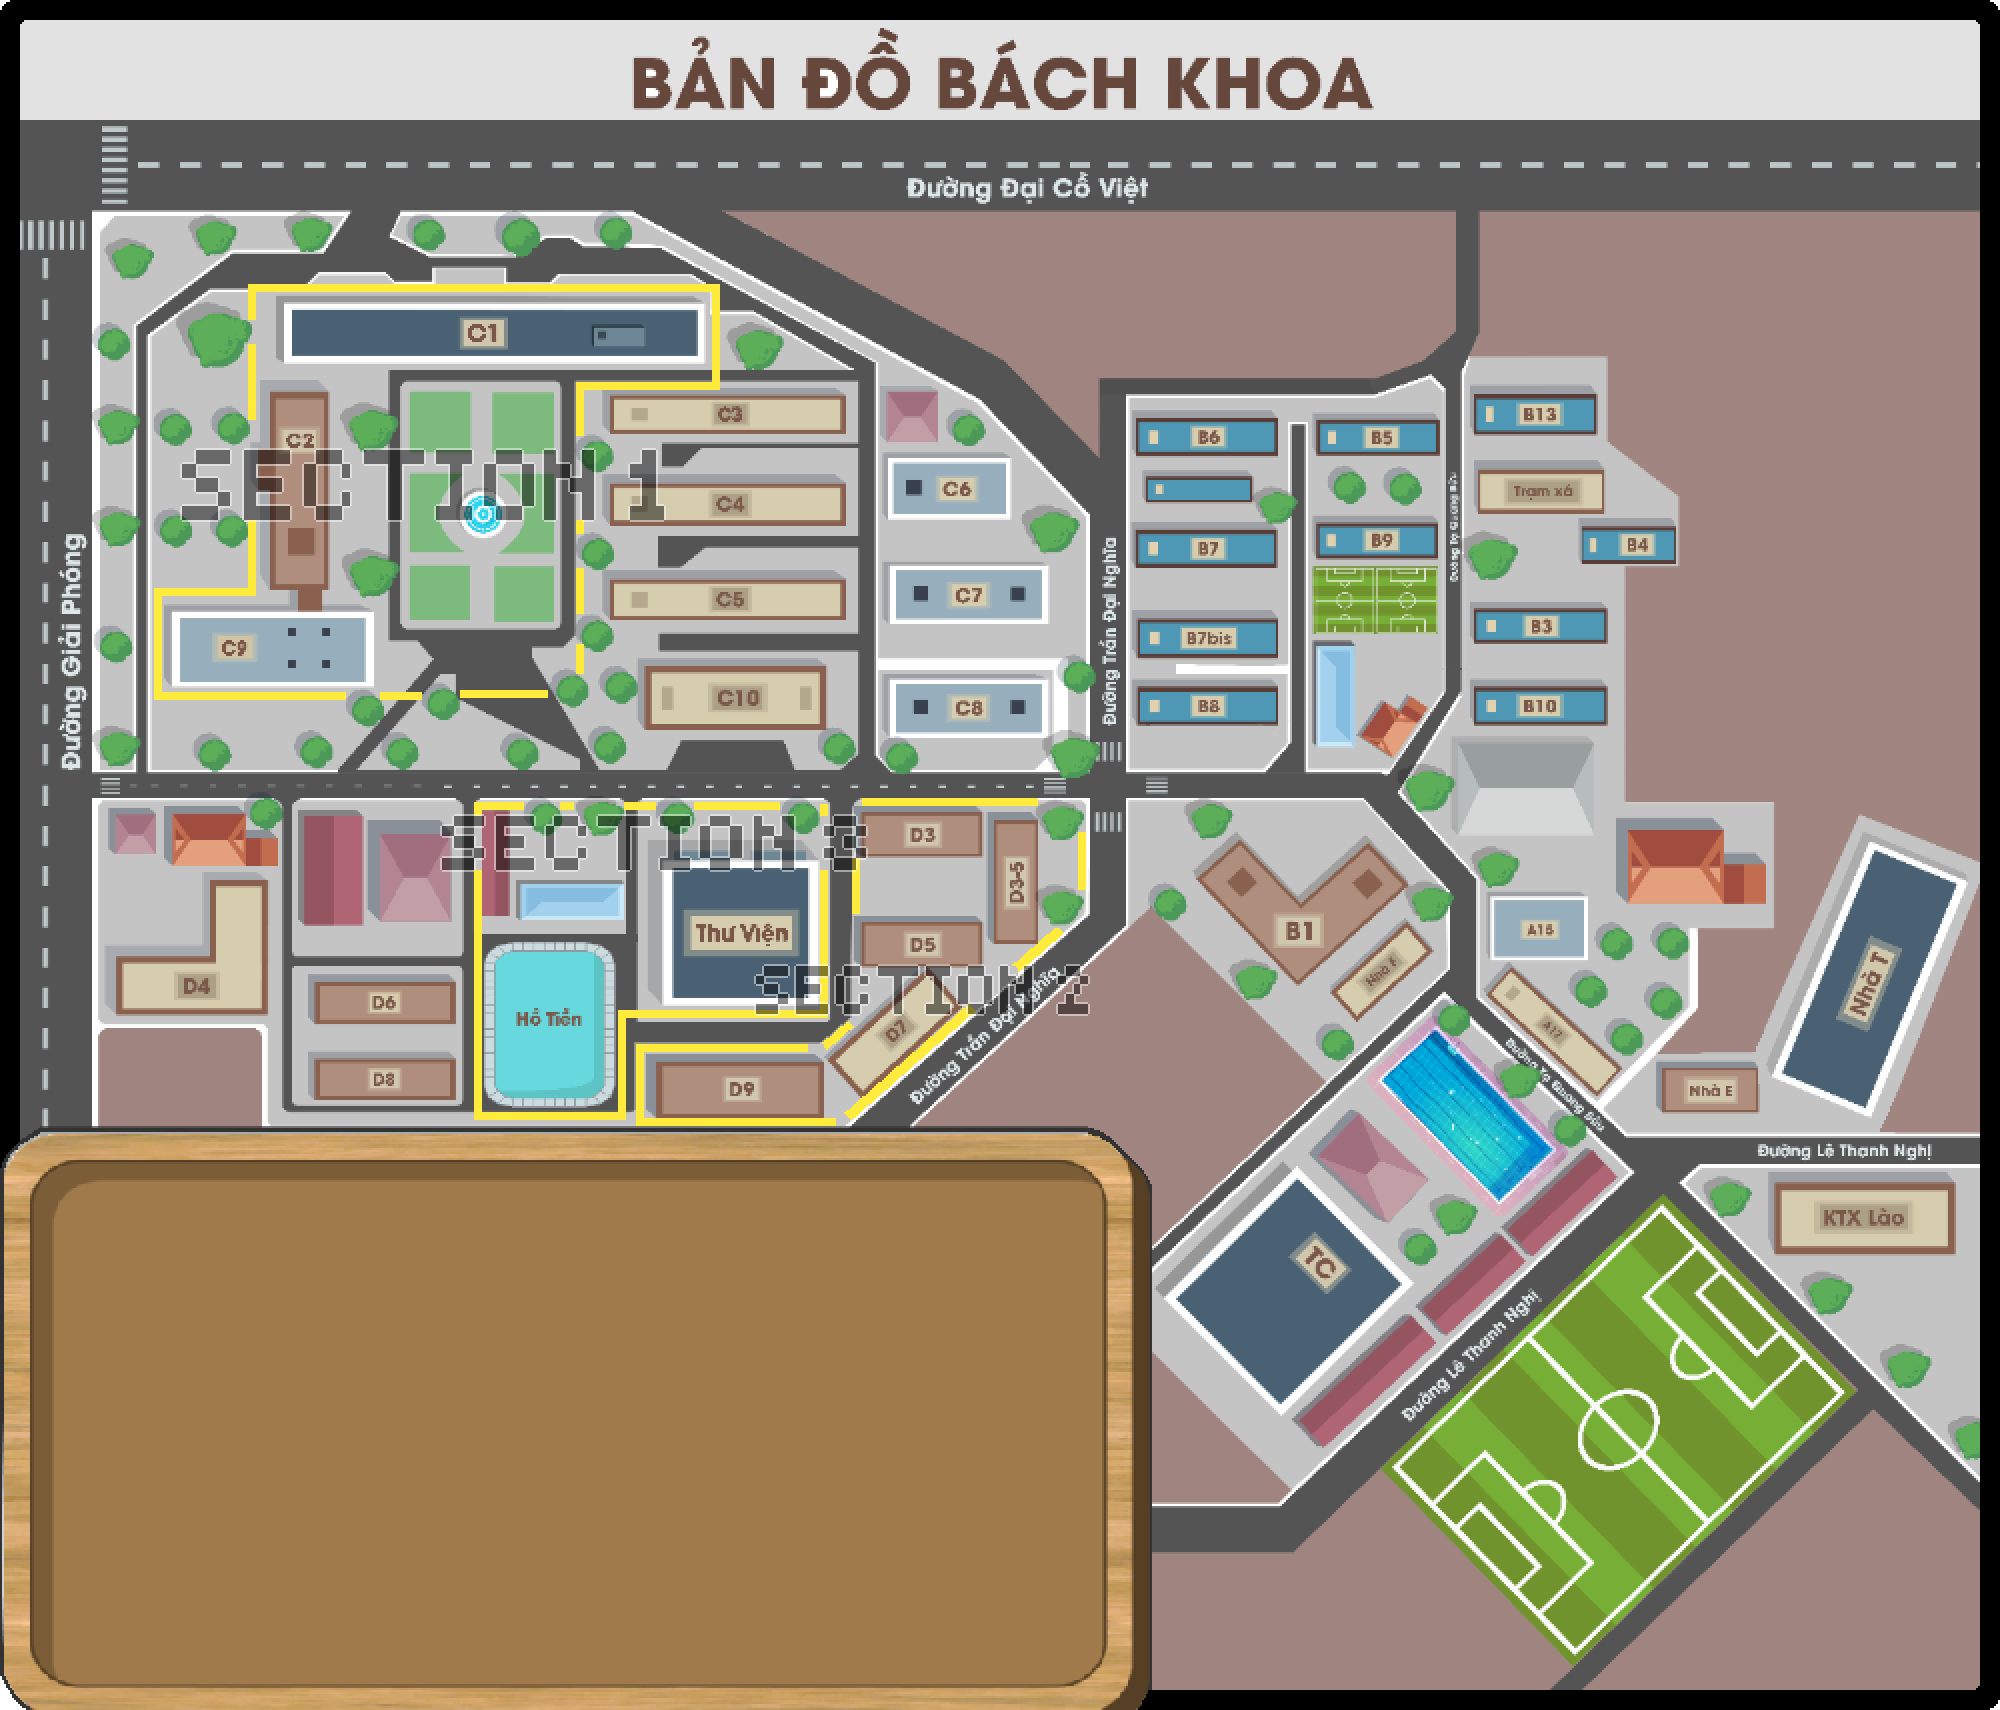 BẢN ĐỒ BÁCH KHOA
Đường Đại Cồ Việt
Đường Giải Phóng
C1
C2
C3
SECTION 1
C4
C5
C6
C7
C8
C9
C10
Đường Trần Đại Nghĩa
B6
B5
B13
Trạm xá
B7
B9
B4
B7bis
B3
B8
B10
Đường Tạ Quang Bửu
SECTION 3
D3
D3-5
Thư Viện
D5
B1
Nhà F
A15
Nhà T
D4
D6
Hồ Tiền
SECTION 2
D7
A17
D8
D9
Đường Trần Đại Nghĩa
Đường Tạ Quang Bửu
Nhà E
Đường Lê Thanh Nghị
KTX Lào
TC
Đường Lê Thanh Nghị